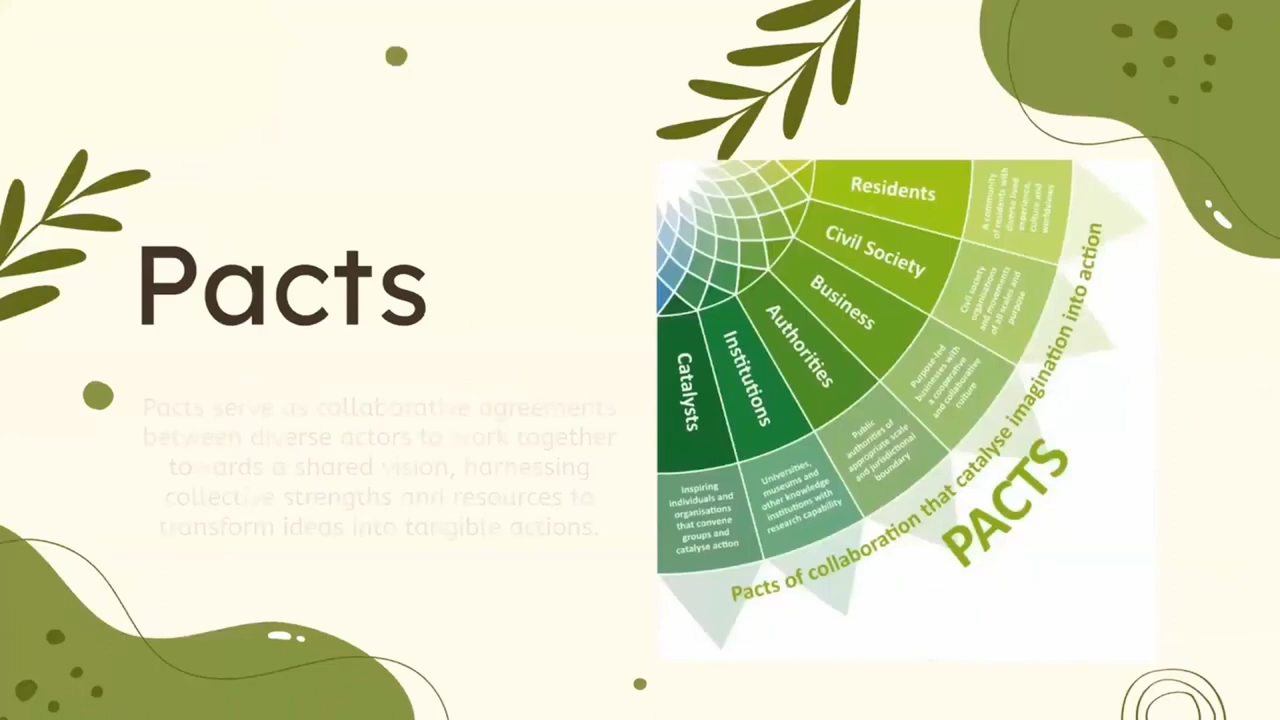 Pacts
Pacts serve as collaborative agreements
between diverse actors to work together
towards a shared vision, harnessing
collective strengths and resources to
transform ideas into tangible actions.
Residents
A community
of residents with
diverse lived
experience,
culture and
worldviews
Civil Society
Civil society
organisations
and movements
of all scales and
purpose
Business
Purpose-led
businesses with
a cooperative
and collaborative
culture
Authorities
Public
authorities of
appropriate scale
and jurisdictional
boundary
Institutions
Universities,
museums and
other knowledge
institutions with
research capability
Catalysts
Inspiring
individuals and
organisations
that convene
groups and
catalyse action
Pacts of collaboration that catalyse imagination into action
PACTS